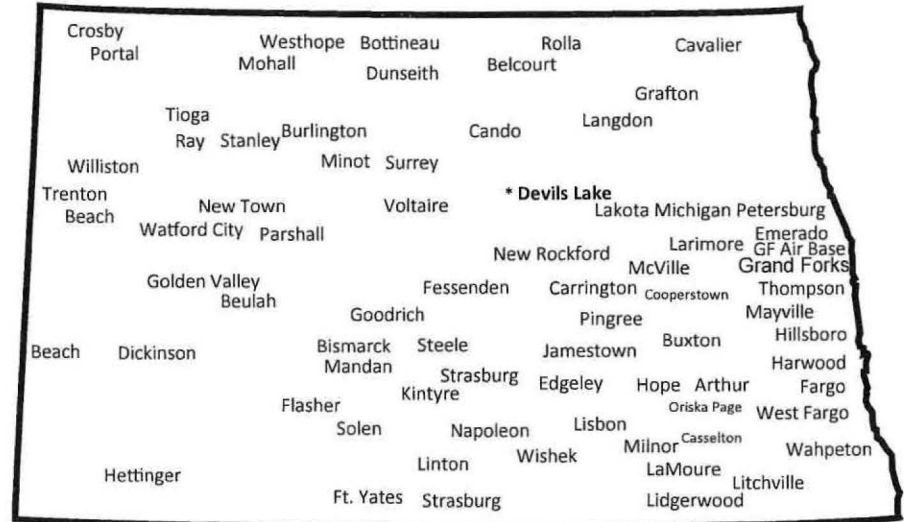 Crosby
Portal
Westhope Bottineau
Mohall
Dunseith
Rolla
Belcourt
Cavalier
Grafton
Langdon
Tioga
Ray Stanley Burlington
Cando
Minot Surrey
Williston
Trenton
Beach
* Devils Lake
New Town
Voltaire
Lakota Michigan Petersburg
Watford City Parshall
Emerado
Larimore GF Air Base
New Rockford
McVille Grand Forks
Golden Valley
Beulah
Fessenden Carrington Cooperstown Thompson
Goodrich
Pingree
Mayville
Hillsboro
Buxton
Beach Dickinson
Bismarck Steele
Mandan
Jamestown
Harwood
Strasburg
Kintyre
Edgeley Hope Arthur Fargo
Flasher
Oriska Page West Fargo
Solen
Napoleon
Lisbon
Milnor Casselton
Wahpeton
Wishek
Linton
LaMoure
Hettinger
Litchville
Ft. Yates Strasburg
Lidgerwood